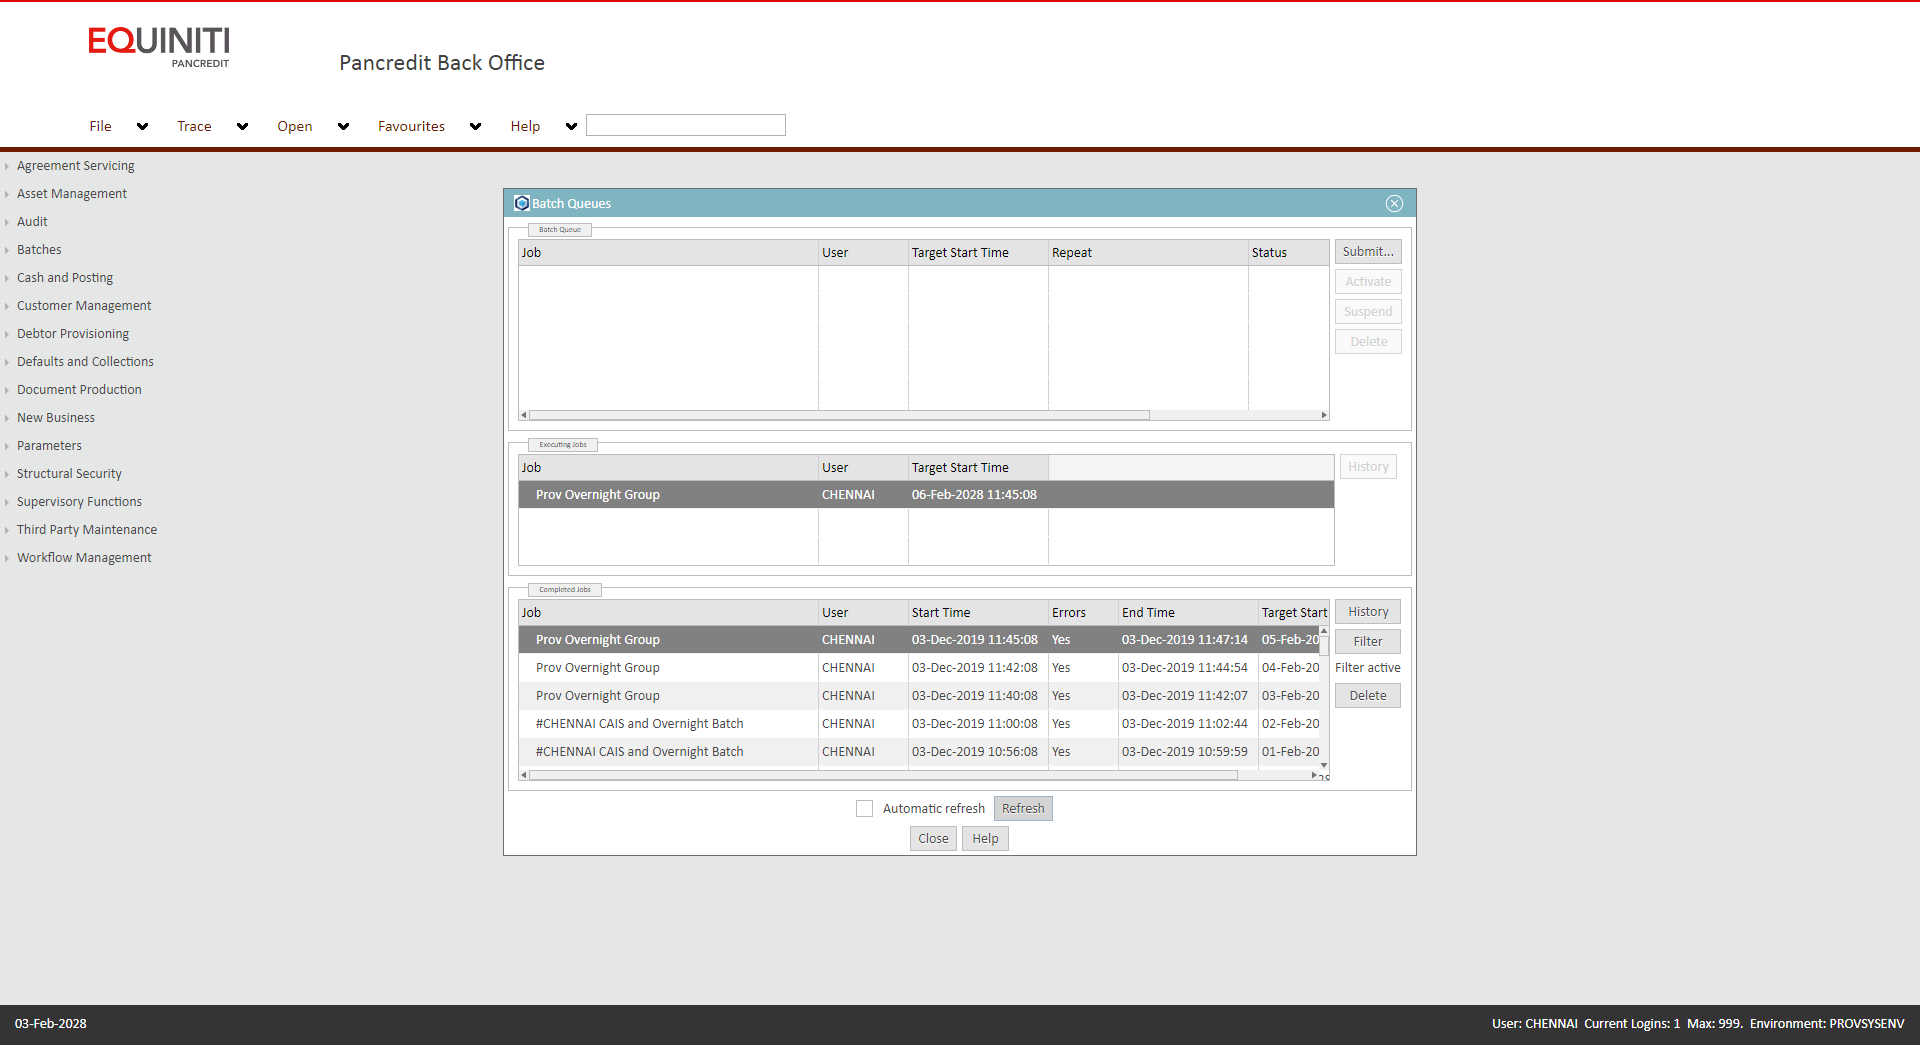 EQUINITI
PANCREDIT
Pancredit Back Office
File Trace Open Favourites Help
Agreement Servicing
Asset Management
Audit
Batches
Cash and Posting
Customer Management
Debtor Provisioning
Defaults and Collections
Document Production
New Business
Parameters
Structural Security
Supervisory Functions
Third Party Maintenance
Workflow Management
Batch Queues
Batch Queue
Job User Target Start Time Repeat Status
Submit...
Activate
Suspend
Delete
Executing Jobs
Job User Target Start Time
History
Prov Overnight Group CHENNAI 06-Feb-2028 11:45:08
Completed Jobs
Job User Start Time Errors End Time Target Start
History
Prov Overnight Group CHENNAI 03-Dec-2019 11:45:08 Yes 03-Dec-2019 11:47:14 05-Feb-20
Filter
Prov Overnight Group CHENNAI 03-Dec-2019 11:42:08 Yes 03-Dec-2019 11:44:54 04-Feb-20
Filter active
Prov Overnight Group CHENNAI 03-Dec-2019 11:40:08 Yes 03-Dec-2019 11:42:07 03-Feb-20
Delete
#CHENNAI CAIS and Overnight Batch CHENNAI 03-Dec-2019 11:00:08 Yes 03-Dec-2019 11:02:44 02-Feb-20
#CHENNAI CAIS and Overnight Batch CHENNAI 03-Dec-2019 10:56:08 Yes 03-Dec-2019 10:59:59 01-Feb-20
Automatic refresh Refresh
Close Help
03-Feb-2028
User: CHENNAI Current Logins: 1 Max: 999. Environment: PROVSYSENV